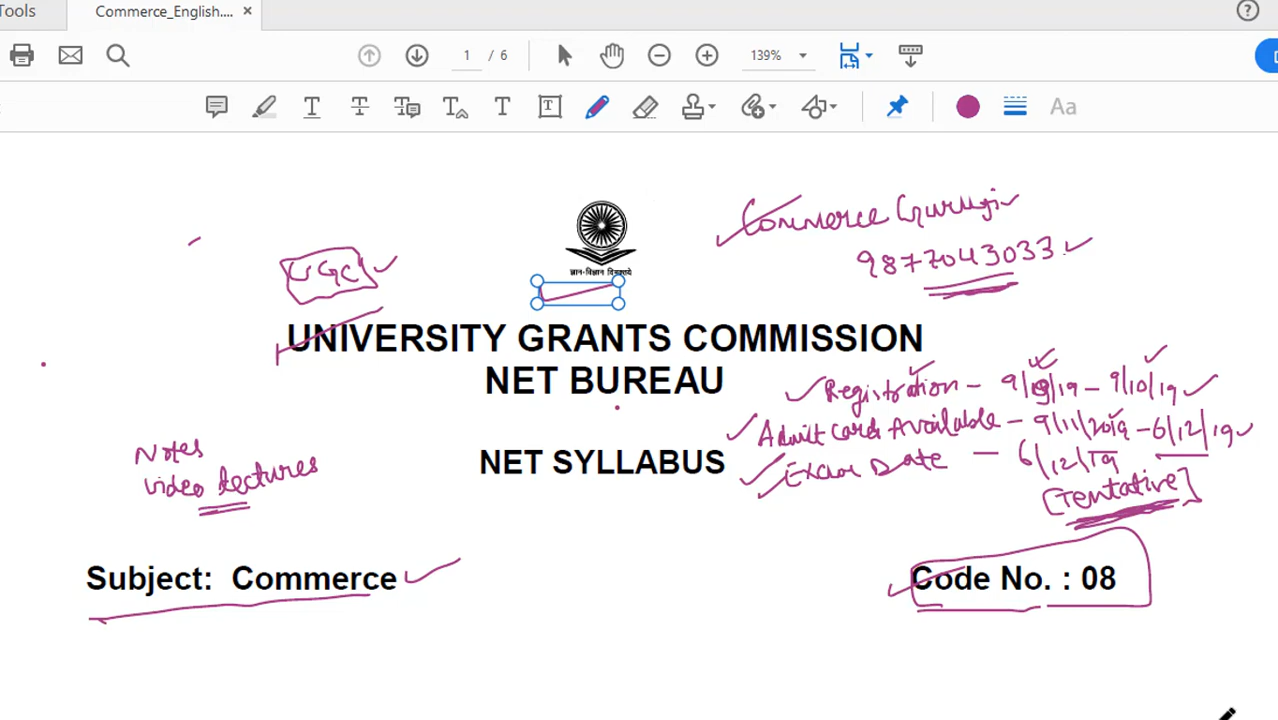 Tools
Commerce_English.... ×
1 / 6
139%
Aa
Commerce Guruji
9877043033
UGC
ज्ञान-विज्ञान विमुक्तये
UNIVERSITY GRANTS COMMISSION
NET BUREAU
Registration - 9/9/19 - 9/10/19
Admit Card Available - 9/11/2019 - 6/12/19
NET SYLLABUS
Exam Date - 6/12/19
[Tentative]
Notes
Video Lectures
Subject: Commerce
Code No. : 08